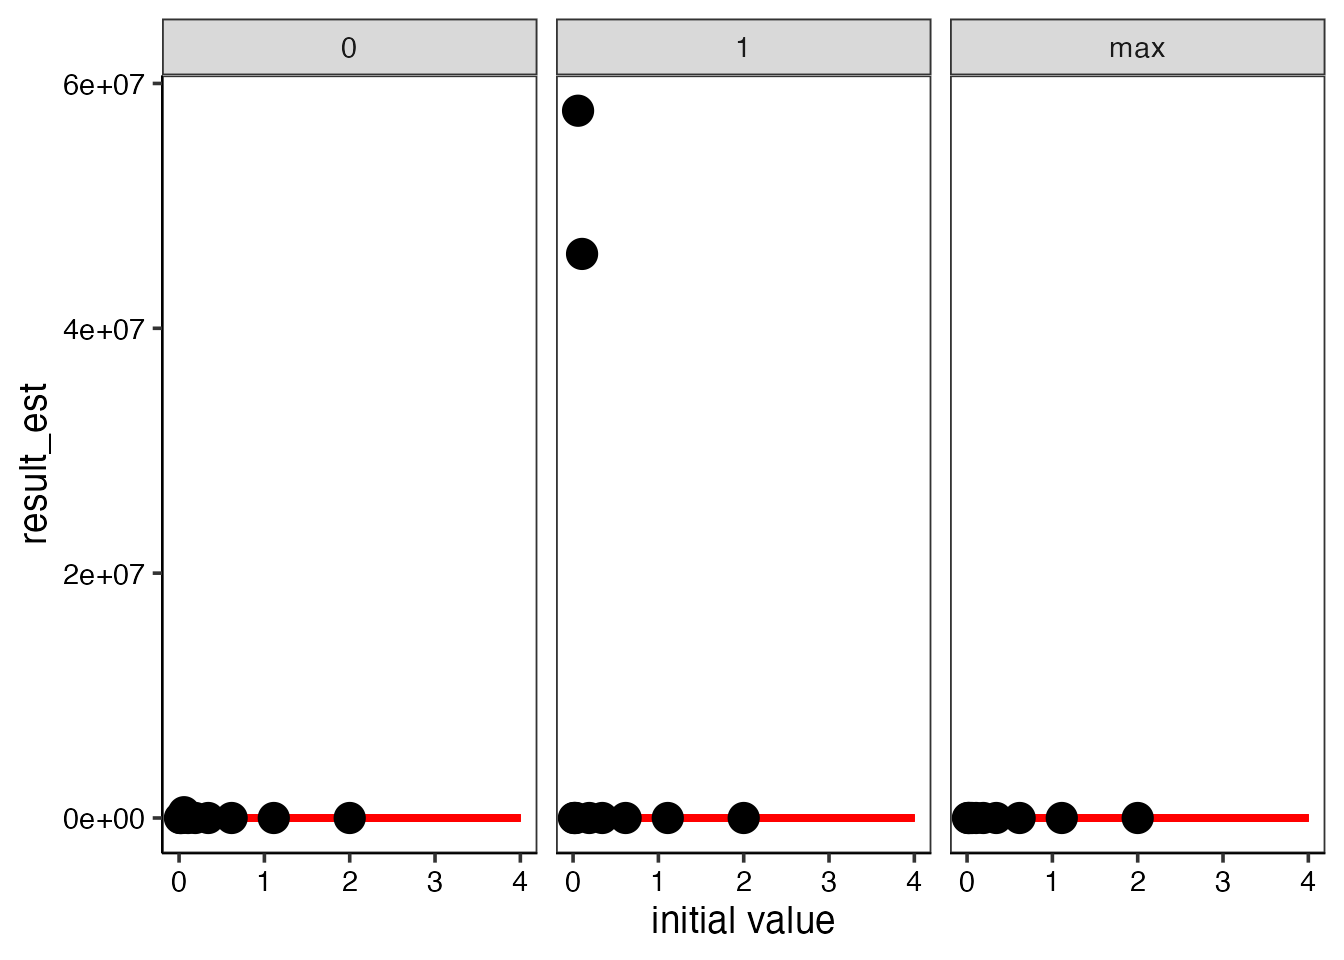 0 1 max
6e+07
4e+07
2e+07
0e+00
result_est
0 1 2 3 4 0 1 2 3 4 0 1 2 3 4
initial value